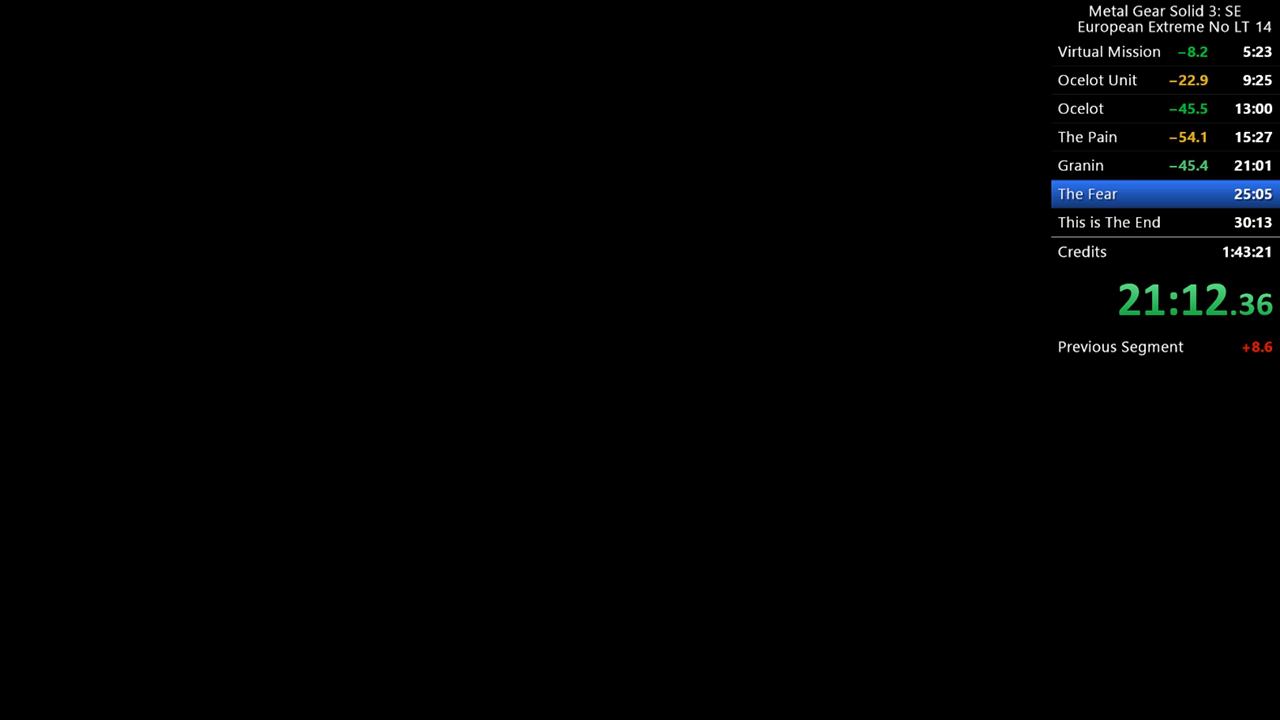 Metal Gear Solid 3: SE
European Extreme No LT 14
Virtual Mission −8.2 5:23
Ocelot Unit −22.9 9:25
Ocelot −45.5 13:00
The Pain −54.1 15:27
Granin −45.4 21:01
The Fear 25:05
This is The End 30:13
Credits 1:43:21
21:12.36
Previous Segment +8.6